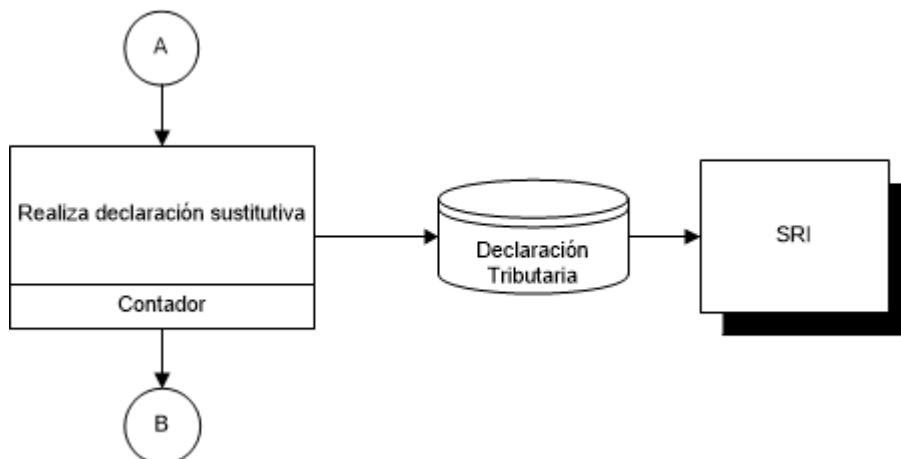 A
Realiza declaración sustitutiva
Contador
Declaración
Tributaria
SRI
B